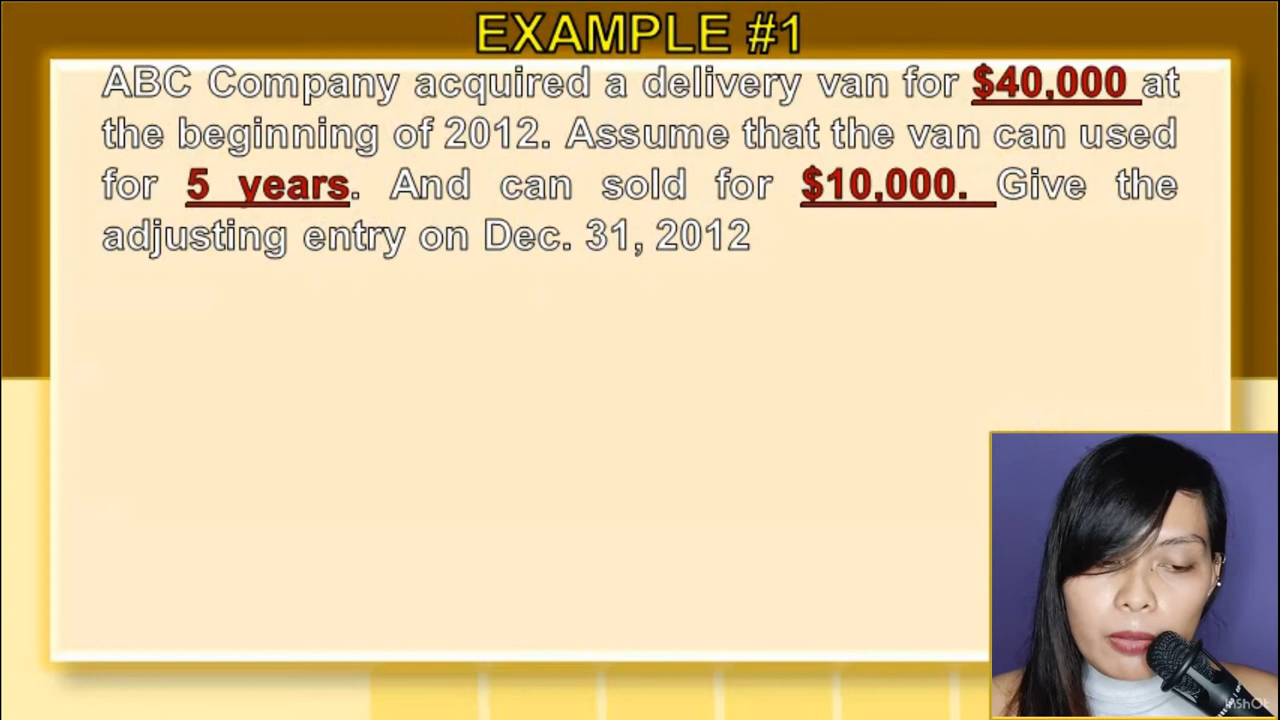 EXAMPLE #1
ABC Company acquired a delivery van for $40,000 at
the beginning of 2012. Assume that the van can used
for 5 years. And can sold for $10,000. Give the
adjusting entry on Dec. 31, 2012
InShOt